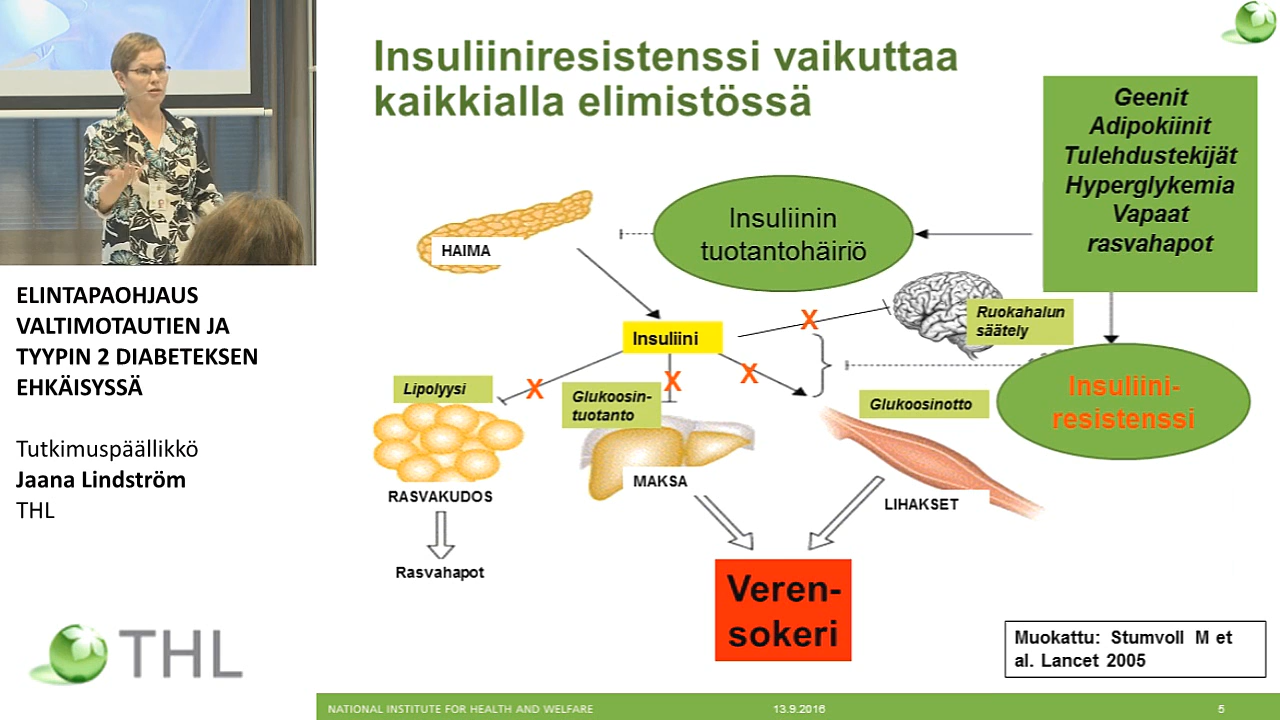 Insuliiniresistenssi vaikuttaa
kaikkialla elimistössä
5
Geenit
Adipokiinit
Tulehdustekijät
Hyperglykemia
Vapaat
rasvahapot
Insuliinin
tuotantohäiriö
HAIMA
Ruokahalun
säätely
X
Insuliini
X
X
X
Lipolyysi
Glukoosin-
tuotanto
Glukoosinotto
Insuliini-
resistenssi
MAKSA
RASVAKUDOS
LIHAKSET
Rasvahapot
Veren-
sokeri
Muokattu: Stumvoll M et
al. Lancet 2005
ELINTAPAOHJAUS
VALTIMOTAUTIEN JA
TYYPIN 2 DIABETEKSEN
EHKÄISYSSÄ
Tutkimuspäällikkö
Jaana Lindström
THL
THL
NATIONAL INSTITUTE FOR HEALTH AND WELFARE
13.9.2016
5